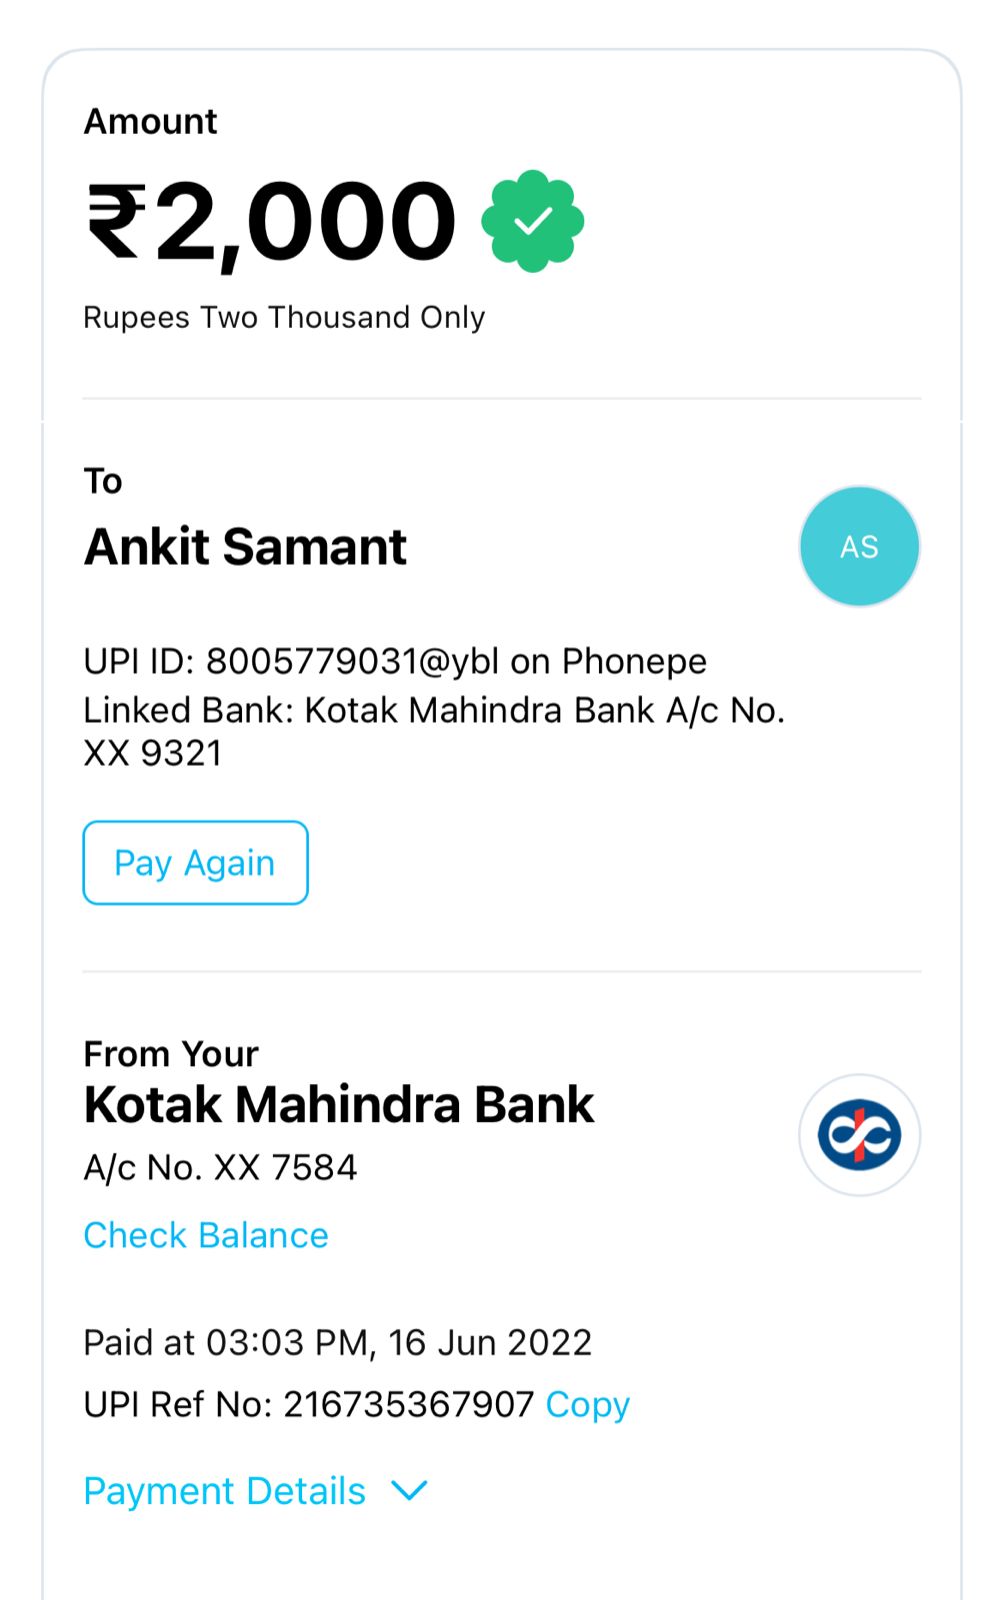 Amount
₹2,000
Rupees Two Thousand Only
To
Ankit Samant
AS
UPI ID: 8005779031@ybl on Phonepe
Linked Bank: Kotak Mahindra Bank A/c No.
XX 9321
Pay Again
From Your
Kotak Mahindra Bank
A/c No. XX 7584
Check Balance
Paid at 03:03 PM, 16 Jun 2022
UPI Ref No: 216735367907 Copy
Payment Details